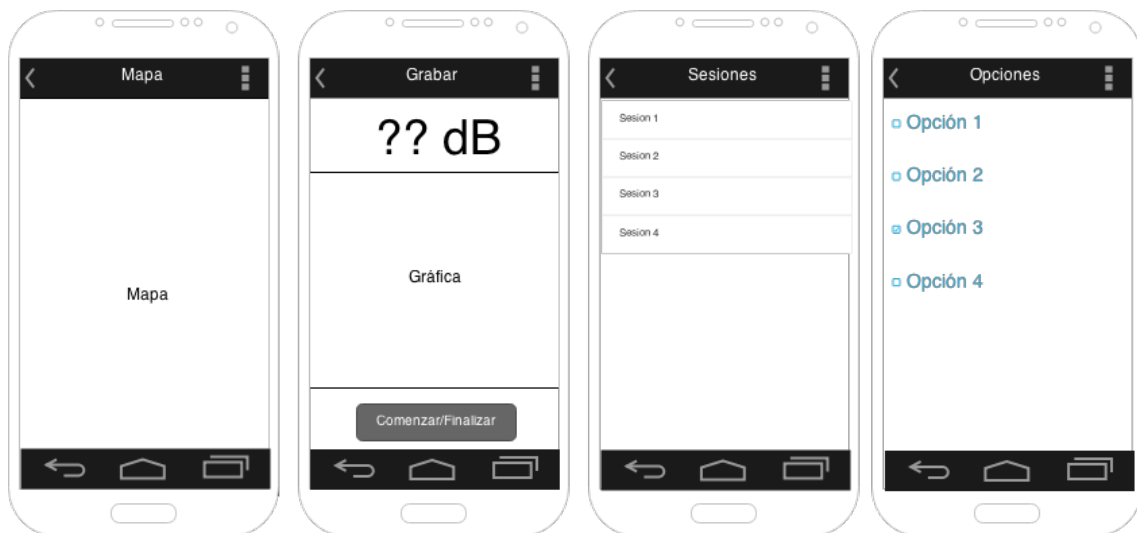 Mapa
Mapa
Grabar
?? dB
Gráfica
Comenzar/Finalizar
Sesiones
Sesion 1
Sesion 2
Sesion 3
Sesion 4
Opciones
Opción 1
Opción 2
Opción 3
Opción 4